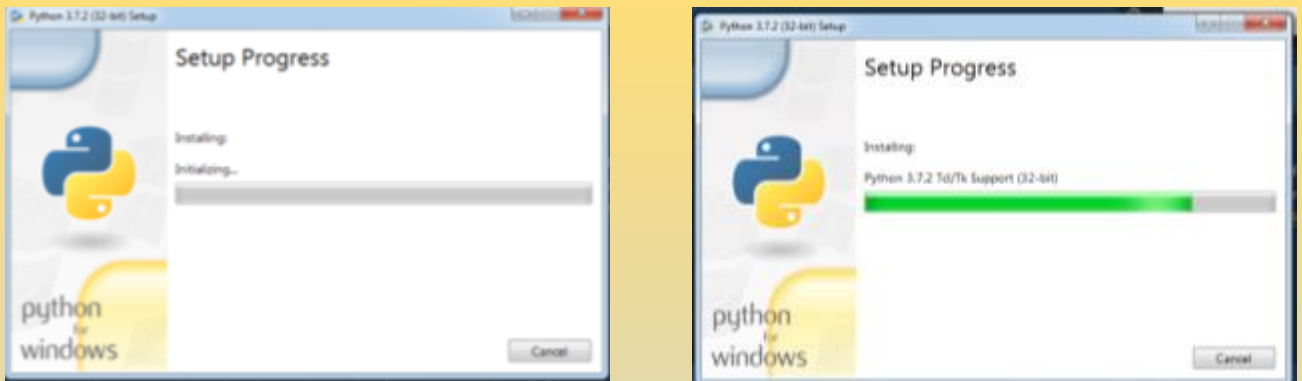 Python 3.7.2 (32-bit) Setup
Setup Progress
Installing:
Initializing...
python
for
windows
Cancel
Python 3.7.2 (32-bit) Setup
Setup Progress
Installing:
Python 3.7.2 Tcl/Tk Support (32-bit)
python
for
windows
Cancel